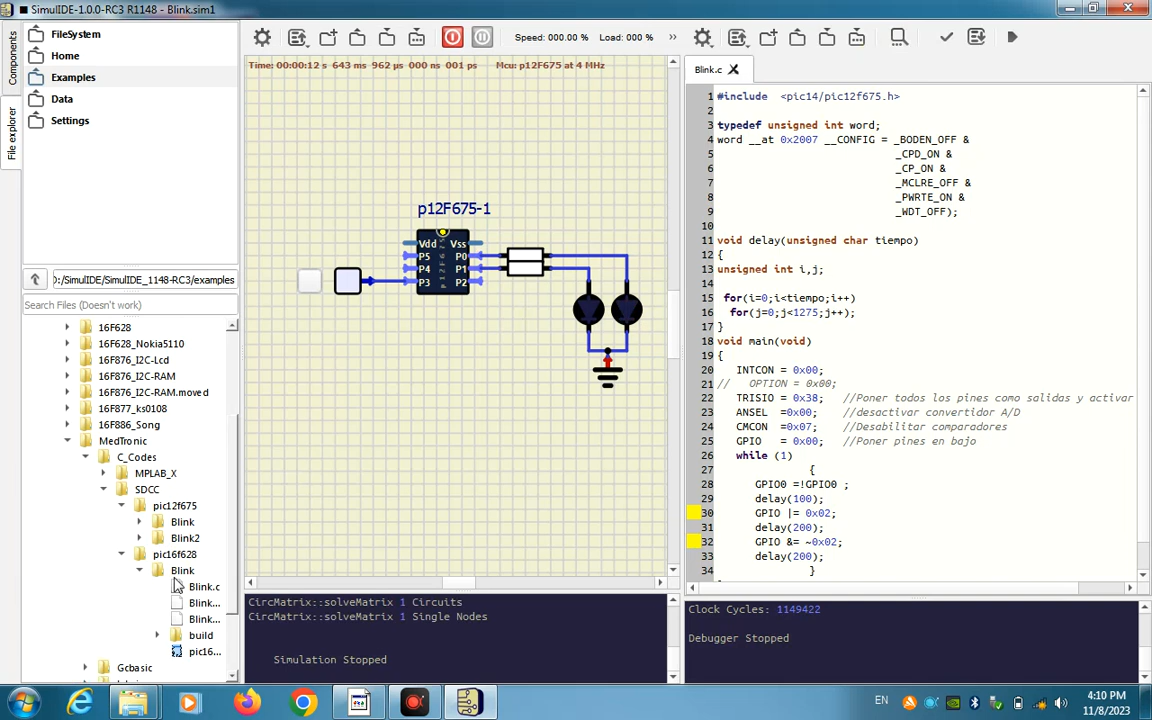 SimulIDE-1.0.0-RC3 R1148 - Blink.sim1
Components
File explorer
FileSystem
Home
Examples
Data
Settings
):/SimulIDE/SimulIDE_1148-RC3/examples
Search Files (Doesn't work)
16F628
16F628_Nokia5110
16F876_I2C-Lcd
16F876_I2C-RAM
16F876_I2C-RAM.moved
16F877_ks0108
16F886_Song
MedTronic
C_Codes
MPLAB_X
SDCC
pic12f675
Blink
Blink2
pic16f628
Blink
Blink.c
Blink...
Blink...
build
pic16...
Gcbasic
Speed: 000.00 %
Load: 000 %
»
Time: 00:00:12 s 643 ms 962 µs 000 ns 001 ps
Mcu: p12F675 at 4 MHz
p12F675-1
Vdd Vss
P5 P0
P4 P1
P3 P2
P12F675
CircMatrix::solveMatrix 1 Circuits
CircMatrix::solveMatrix 1 Single Nodes
Simulation Stopped
Blink.c
1 #include <pic14/pic12f675.h>
2
3 typedef unsigned int word;
4 word __at 0x2007 __CONFIG = _BODEN_OFF &
5 _CPD_ON &
6 _CP_ON &
7 _MCLRE_OFF &
8 _PWRTE_ON &
9 _WDT_OFF);
10
11 void delay(unsigned char tiempo)
12 {
13 unsigned int i,j;
14
15 for(i=0;i<tiempo;i++)
16 for(j=0;j<1275;j++);
17 }
18 void main(void)
19 {
20 INTCON = 0x00;
21 // OPTION = 0x00;
22 TRISIO = 0x38; //Poner todos los pines como salidas y activar
23 ANSEL =0x00; //desactivar convertidor A/D
24 CMCON =0x07; //Desabilitar comparadores
25 GPIO = 0x00; //Poner pines en bajo
26 while (1)
27 {
28 GPIO0 =!GPIO0 ;
29 delay(100);
30 GPIO |= 0x02;
31 delay(200);
32 GPIO &= ~0x02;
33 delay(200);
34 }
Clock Cycles: 1149422
Debugger Stopped
EN
4:10 PM
11/8/2023